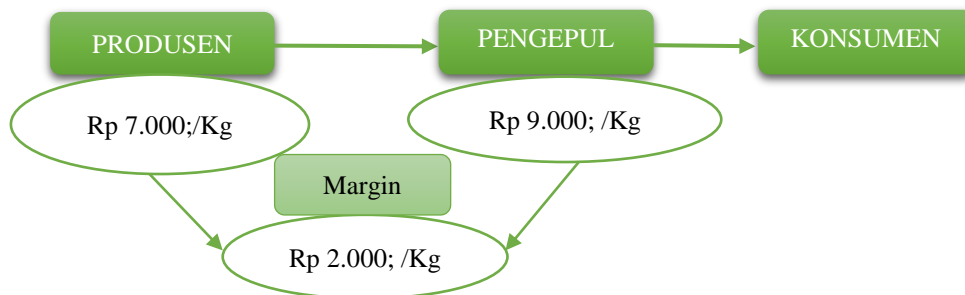 PRODUSEN
PENGEPUL
KONSUMEN
Rp 7.000;/Kg
Rp 9.000; /Kg
Margin
Rp 2.000; /Kg